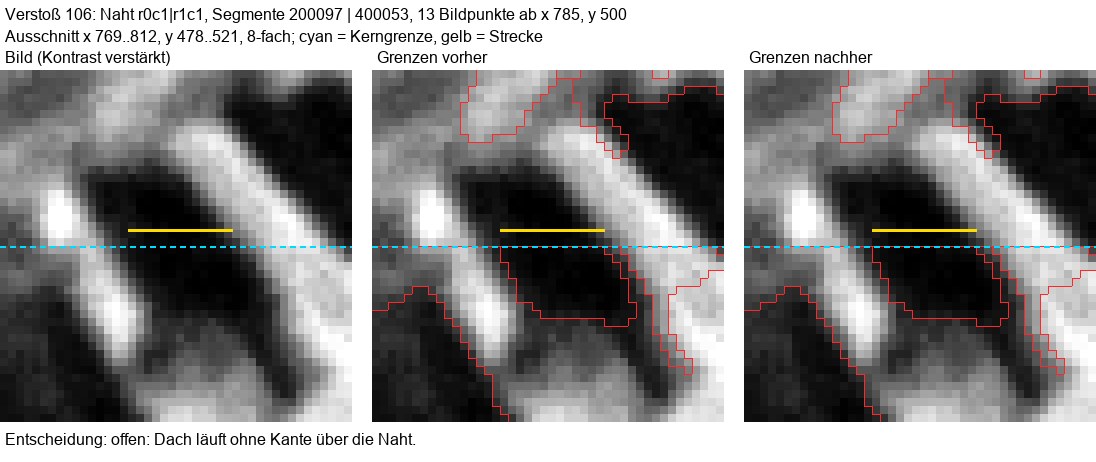 Verstoß 106: Naht r0c1|r1c1, Segmente 200097 | 400053, 13 Bildpunkte ab x 785, y 500
Ausschnitt x 769..812, y 478..521, 8-fach; cyan = Kerngrenze, gelb = Strecke
Bild (Kontrast verstärkt) Grenzen vorher Grenzen nachher
Entscheidung: offen: Dach läuft ohne Kante über die Naht.